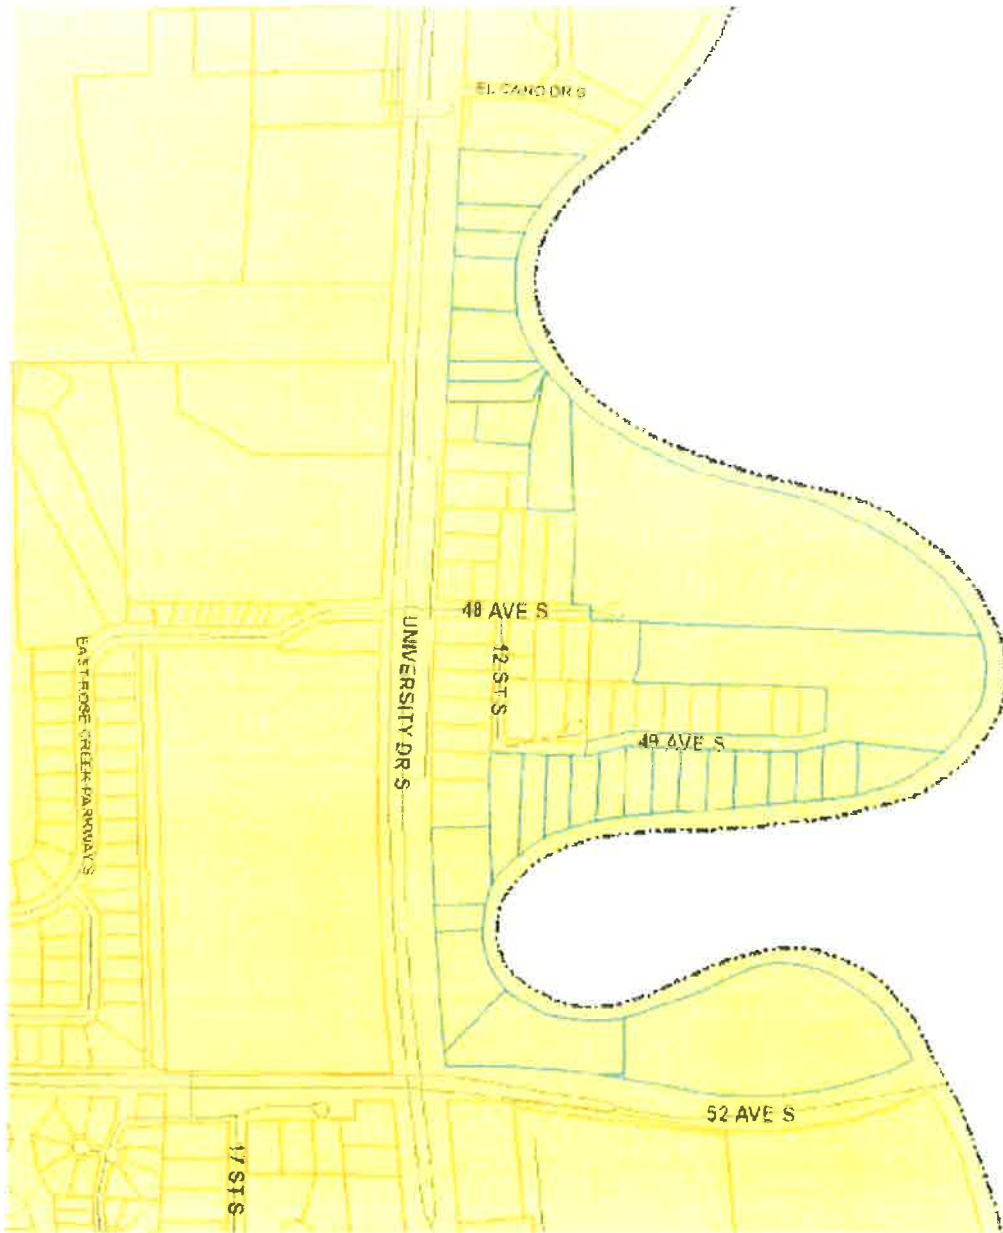 EL CANO DR S
48 AVE S
UNIVERSITY DR S
12 ST S
EAST ROSE CREEK PARKWAY S
49 AVE S
52 AVE S
17 ST S